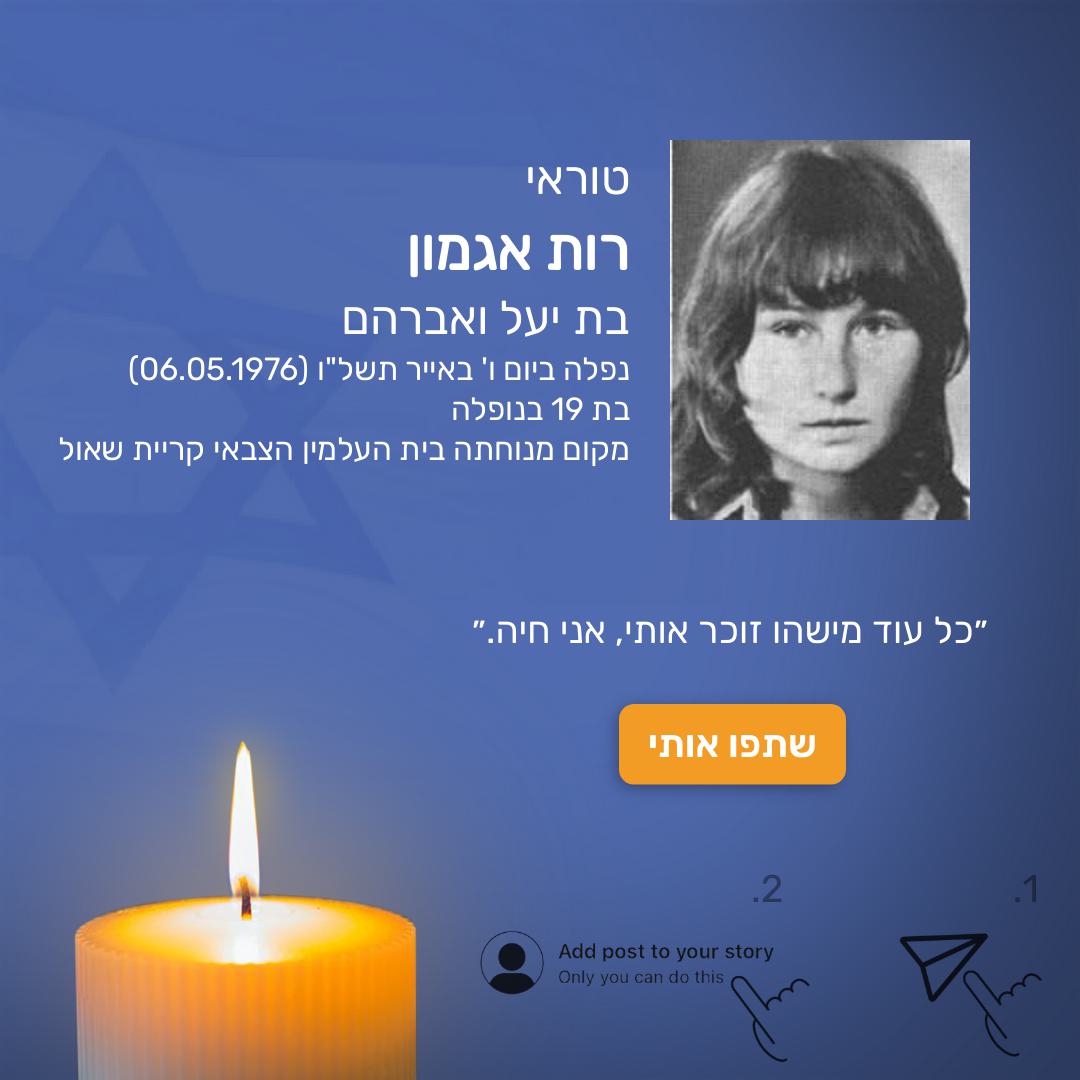 טוראי
רות אגמון
בת יעל ואברהם
נפלה ביום ו' באייר תשל"ו (06.05.1976)
בת 19 בנופלה
מקום מנוחתה בית העלמין הצבאי קריית שאול
״כל עוד מישהו זוכר אותי, אני חיה.״
שתפו אותי
1.
2.
Add post to your story
Only you can do this